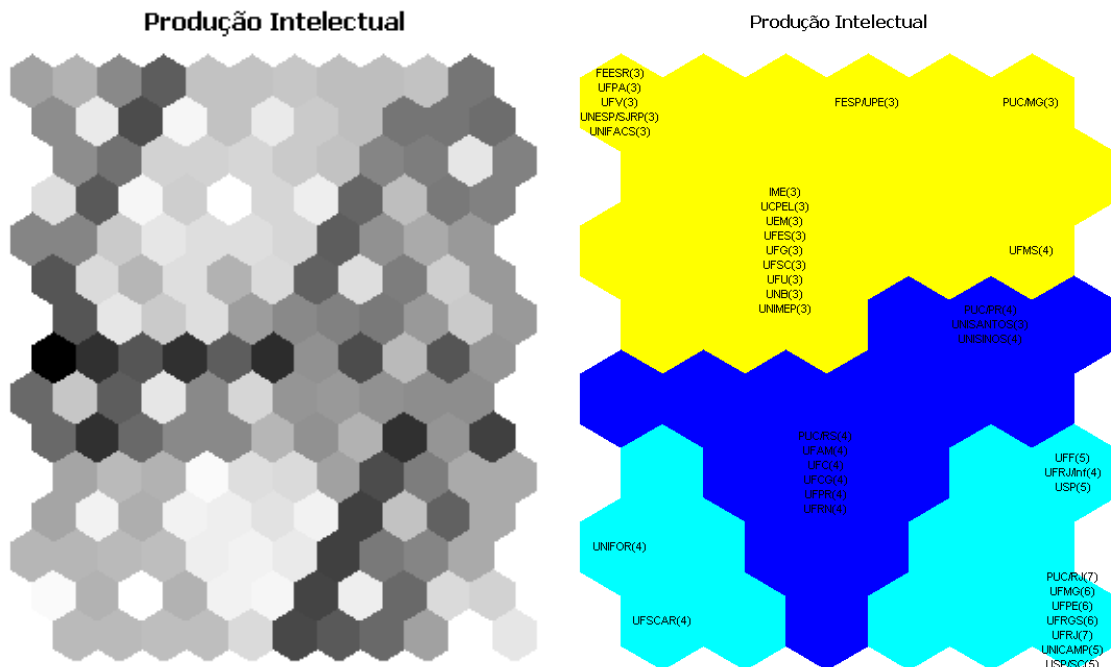 Produção Intelectual
Produção Intelectual
FEESR(3)
UFPA(3)
UFV(3)
UNESP/SJRP(3)
UNIFACS(3)
FESP/UPE(3)
PUC/MG(3)
IME(3)
UCPEL(3)
UEM(3)
UFES(3)
UFG(3)
UFSC(3)
UFU(3)
UNB(3)
UNIMEP(3)
UFMS(4)
PUC/PR(4)
UNISANTOS(3)
UNISINOS(4)
PUC/RS(4)
UFAM(4)
UFC(4)
UFCG(4)
UFPR(4)
UFRN(4)
UFF(5)
UFRJ/Inf(4)
USP(5)
UNIFOR(4)
UFSCAR(4)
PUC/RJ(7)
UFMG(6)
UFPE(6)
UFRGS(6)
UFRJ(7)
UNICAMP(5)
USP/SC(5)